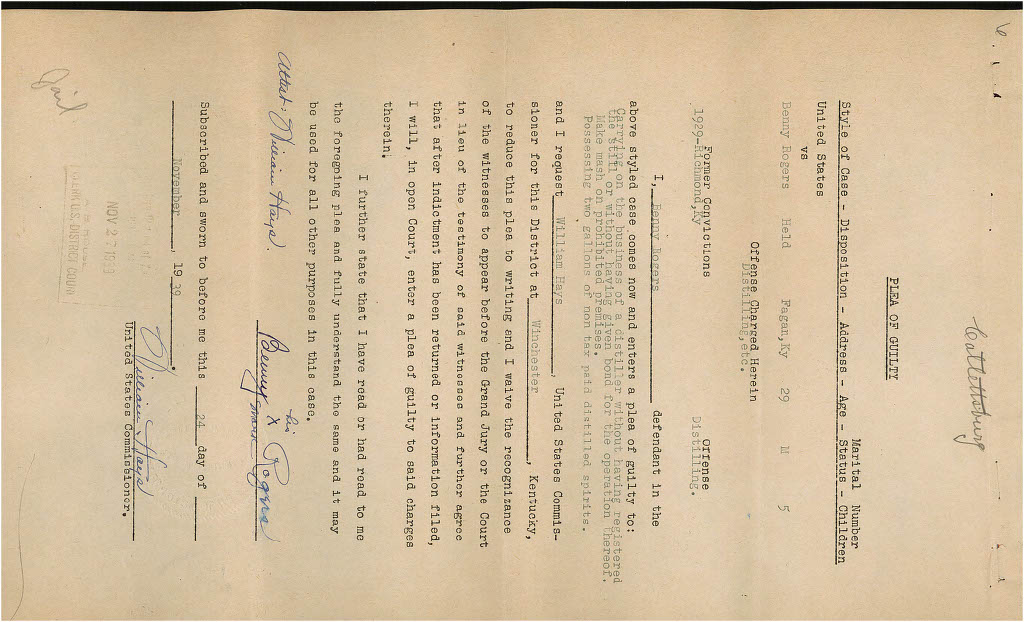 Catlettsburg
PLEA OF GUILTY
Marital Number
Style of Case - Disposition - Address - Age - Status - Children
United States
vs
Benny Rogers Held Fagan,Ky 29 M 5
Offense Charged Herein
Distilling,etc.
Former Convictions Offense
1929-Richmond,Ky Distilling.
I, Benny Rogers defendant in the
above styled case comes now and enters a plea of guilty to:
Carrying on the business of a distiller without having registered
the still or without having given bond for the operation thereof.
Make mash on prohibited premises.
Possessing two gallons of non tax paid distilled spirits.
and I request William Hays, United States Commis-
sioner for this District at Winchester, Kentucky,
to reduce this plea to writing and I waive the recognizance
of the witnesses to appear before the Grand Jury or the Court
in lieu of the testimony of said witnesses and further agree
that after indictment has been returned or information filed,
I will, in open Court, enter a plea of guilty to said charges
therein.
I further state that I have read or had read to me
the foregoing plea and fully understand the same and it may
be used for all other purposes in this case.
his
Benny X Rogers
mark
Attest: William Hays.
Subscribed and sworn to before me this 24 day of
November, 1939.
William Hays
United States Commissioner.
NOV 27 1939
DISTRICT COURT
Jail